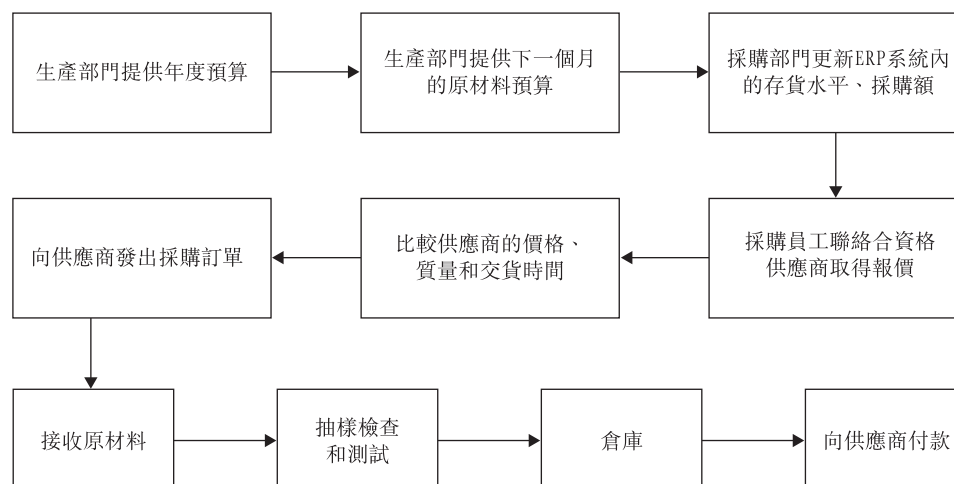 生產部門提供年度預算
生產部門提供下一個月
的原材料預算
採購部門更新ERP系統內
的存貨水平、採購額
採購員工聯絡合資格
供應商取得報價
比較供應商的價格、
質量和交貨時間
向供應商發出採購訂單
接收原材料
抽樣檢查
和測試
倉庫
向供應商付款